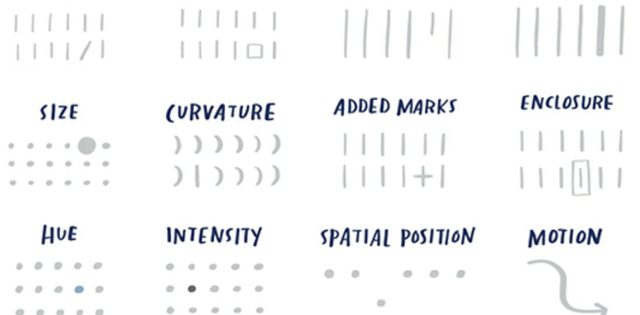 SIZE CURVATURE ADDED MARKS ENCLOSURE
HUE INTENSITY SPATIAL POSITION MOTION